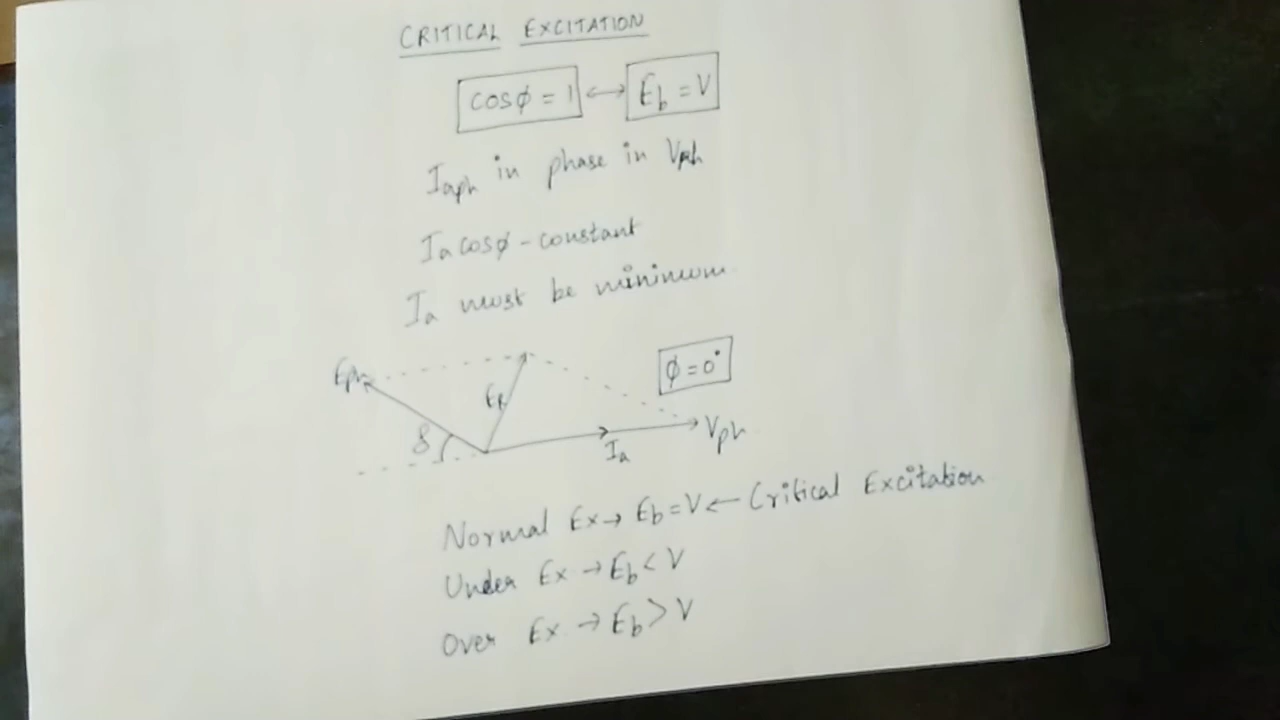 CRITICAL EXCITATION
cosϕ = 1 ↔ Eb = V
Iaph in phase in Vph
Ia cosϕ - constant
Ia must be minimum
Eph
ER
ϕ = 0°
δ
Ia
Vph
Normal Ex → Eb = V ← Critical Excitation
Under Ex → Eb < V
Over Ex → Eb > V